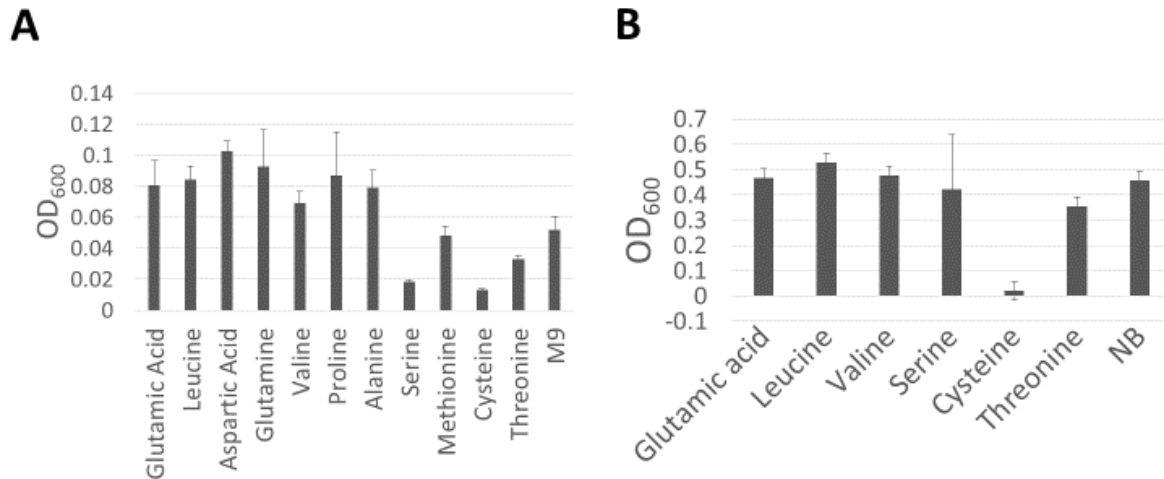 A
B
OD600
0.14
0.12
0.1
0.08
0.06
0.04
0.02
0
Glutamic Acid
Leucine
Aspartic Acid
Glutamine
Valine
Proline
Alanine
Serine
Methionine
Cysteine
Threonine
M9
OD600
0.7
0.6
0.5
0.4
0.3
0.2
0.1
0
-0.1
Glutamic acid
Leucine
Valine
Serine
Cysteine
Threonine
NB